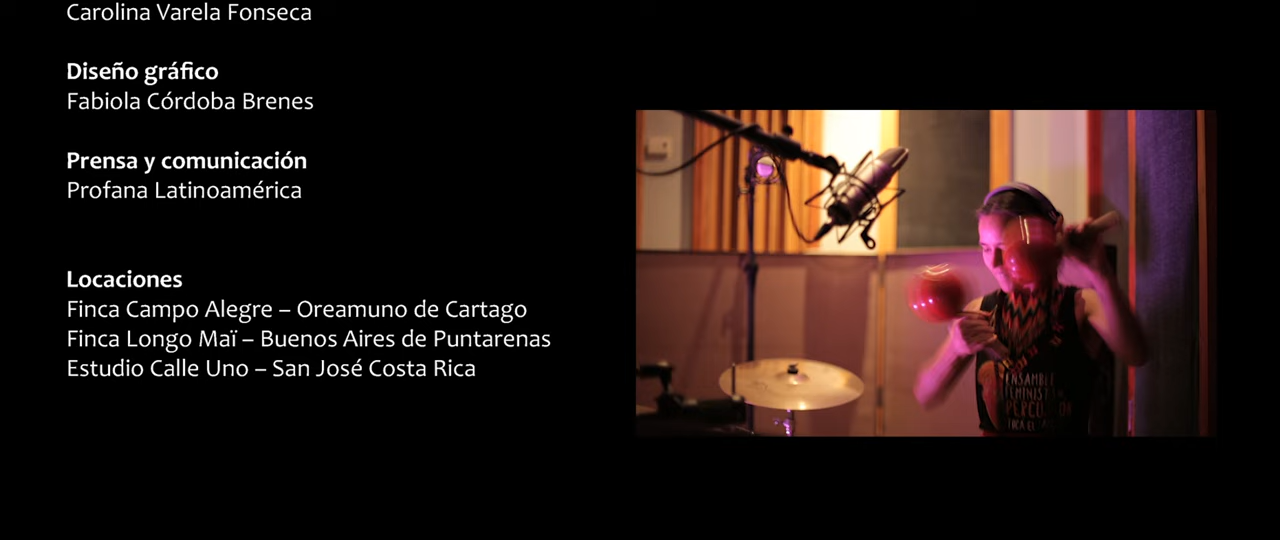 Carolina Varela Fonseca
Diseño gráfico
Fabiola Córdoba Brenes
Prensa y comunicación
Profana Latinoamérica
Locaciones
Finca Campo Alegre – Oreamuno de Cartago
Finca Longo Maï – Buenos Aires de Puntarenas
Estudio Calle Uno – San José Costa Rica
ENSAMBLE